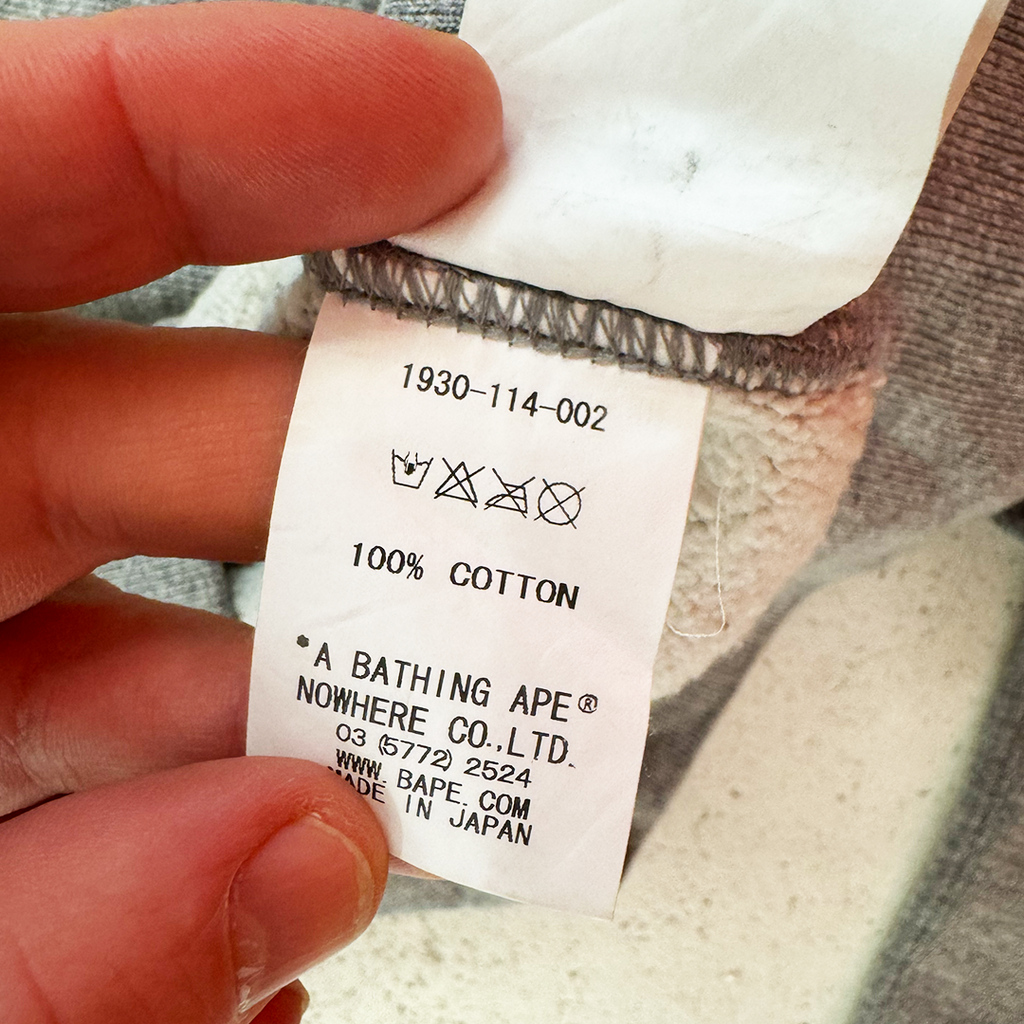 1930-114-002
100% COTTON
*A BATHING APE®
NOWHERE CO.,LTD.
03 (5772) 2524
WWW.BAPE.COM
MADE IN JAPAN